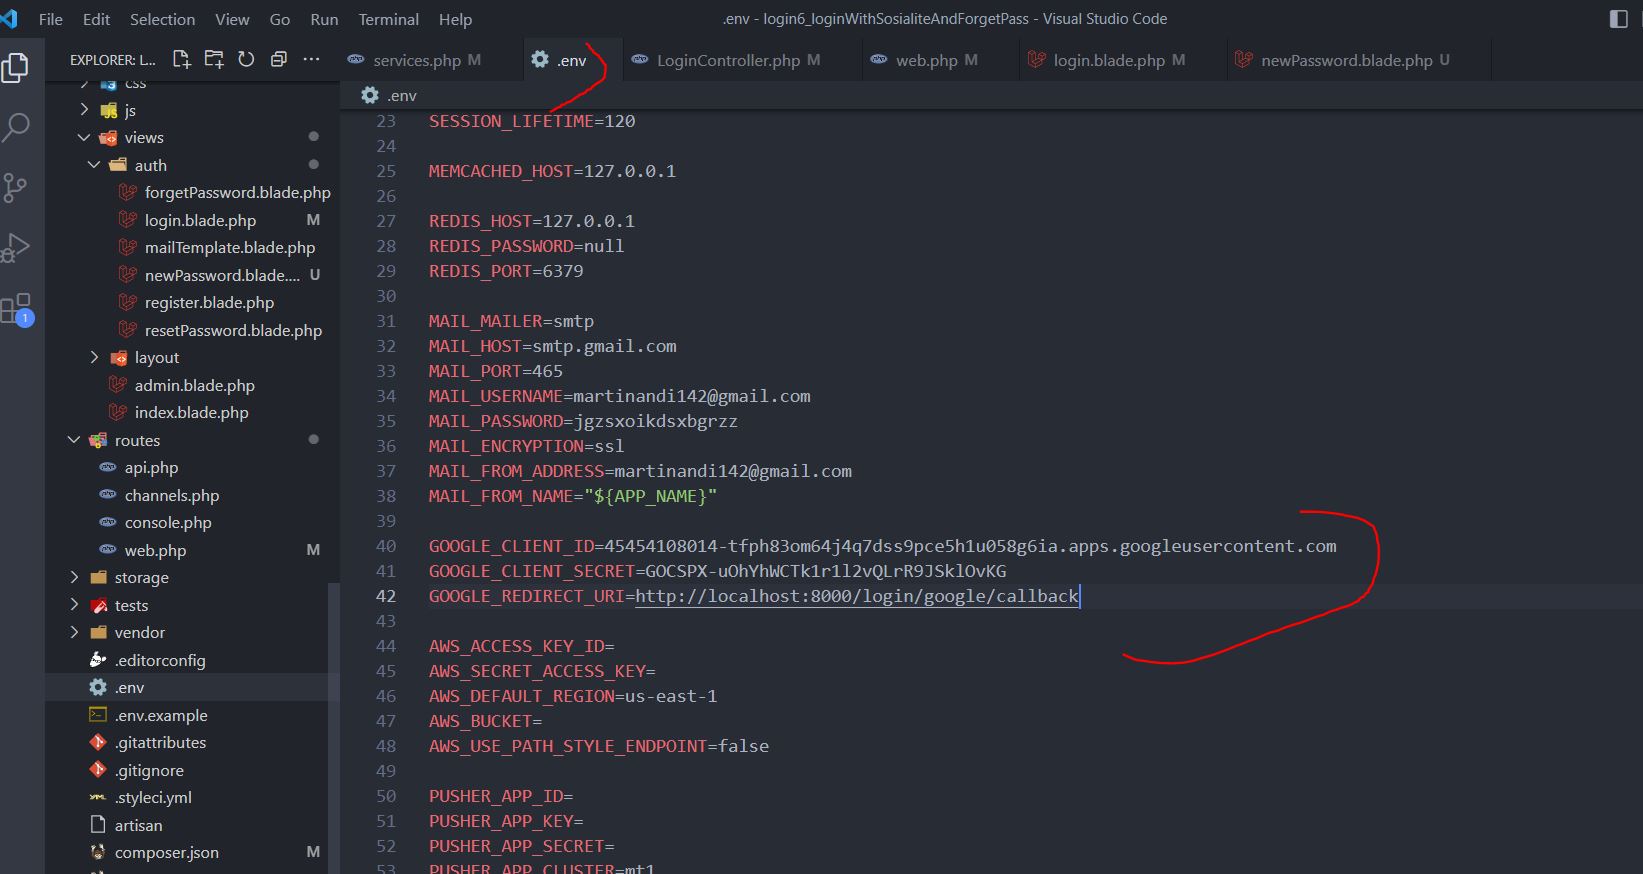 File Edit Selection View Go Run Terminal Help
.env - login6_loginWithSosialiteAndForgetPass - Visual Studio Code
EXPLORER: L...
services.php M
.env
LoginController.php M
web.php M
login.blade.php M
newPassword.blade.php U
.env
css
js
views
auth
forgetPassword.blade.php
login.blade.php M
mailTemplate.blade.php
newPassword.blade.... U
register.blade.php
resetPassword.blade.php
layout
admin.blade.php
index.blade.php
routes
api.php
channels.php
console.php
web.php M
storage
tests
vendor
.editorconfig
.env
.env.example
.gitattributes
.gitignore
.styleci.yml
artisan
composer.json M
1
23 SESSION_LIFETIME=120
24
25 MEMCACHED_HOST=127.0.0.1
26
27 REDIS_HOST=127.0.0.1
28 REDIS_PASSWORD=null
29 REDIS_PORT=6379
30
31 MAIL_MAILER=smtp
32 MAIL_HOST=smtp.gmail.com
33 MAIL_PORT=465
34 MAIL_USERNAME=martinandi142@gmail.com
35 MAIL_PASSWORD=jgzsxoikdsxbgrzz
36 MAIL_ENCRYPTION=ssl
37 MAIL_FROM_ADDRESS=martinandi142@gmail.com
38 MAIL_FROM_NAME="${APP_NAME}"
39
40 GOOGLE_CLIENT_ID=45454108014-tfph83om64j4q7dss9pce5h1u058g6ia.apps.googleusercontent.com
41 GOOGLE_CLIENT_SECRET=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
42 GOOGLE_REDIRECT_URI=http://localhost:8000/login/google/callback
43
44 AWS_ACCESS_KEY_ID=
45 AWS_SECRET_ACCESS_KEY=
46 AWS_DEFAULT_REGION=us-east-1
47 AWS_BUCKET=
48 AWS_USE_PATH_STYLE_ENDPOINT=false
49
50 PUSHER_APP_ID=
51 PUSHER_APP_KEY=
52 PUSHER_APP_SECRET=
53 PUSHER_APP_CLUSTER=mt1